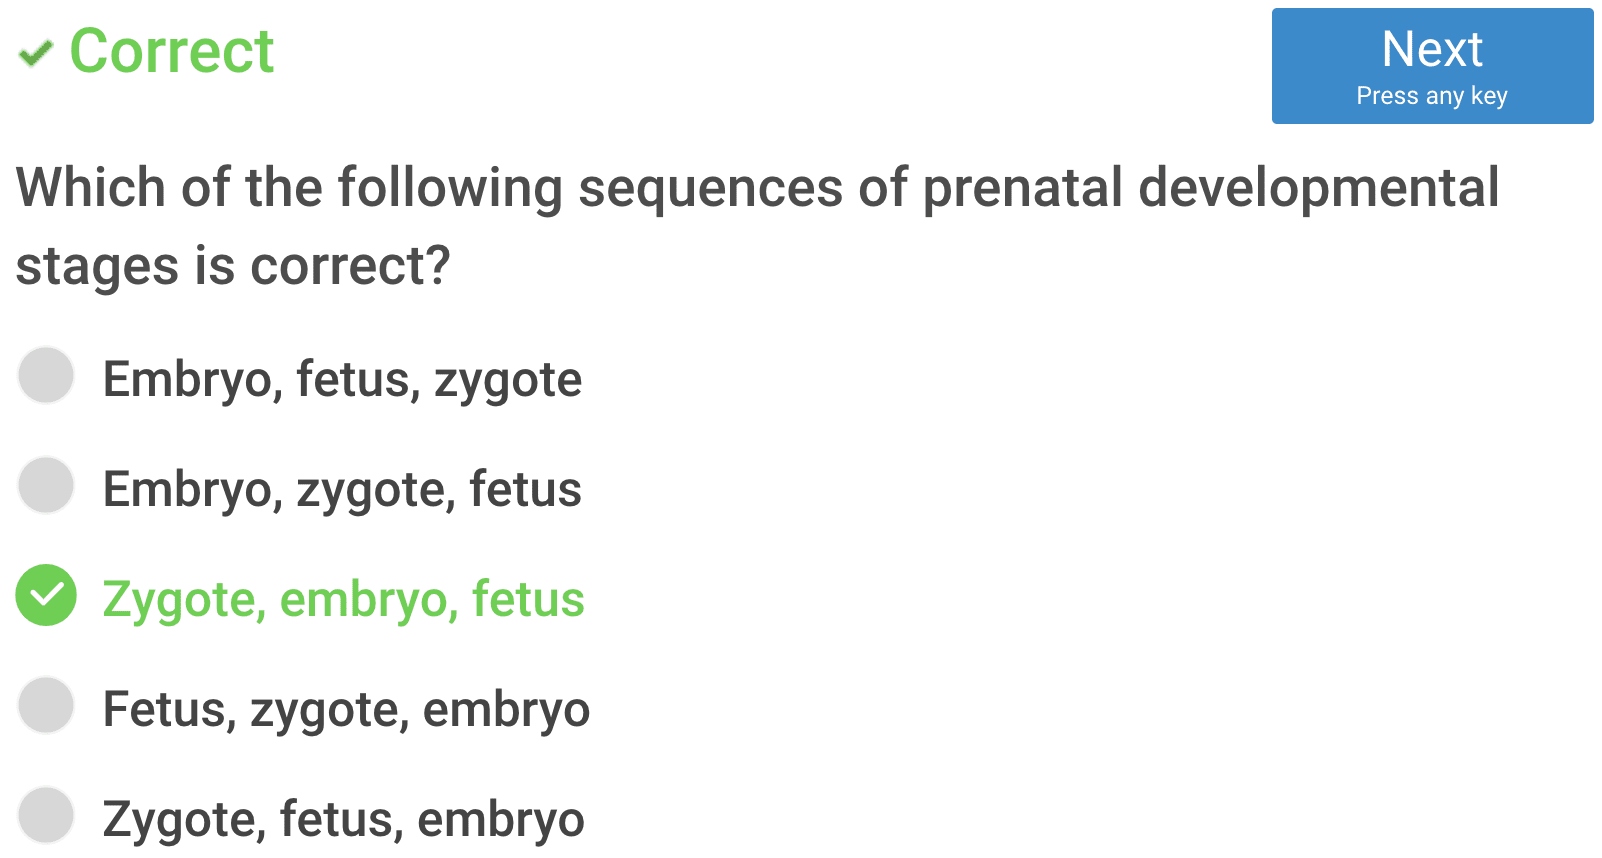 Correct
Next
Press any key
Which of the following sequences of prenatal developmental
stages is correct?
Embryo, fetus, zygote
Embryo, zygote, fetus
Zygote, embryo, fetus
Fetus, zygote, embryo
Zygote, fetus, embryo